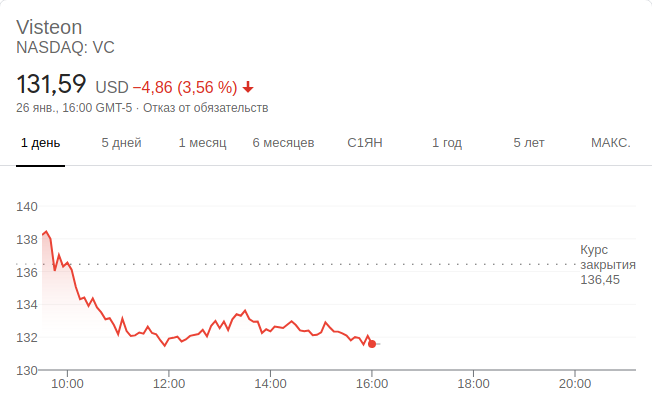 Visteon
NASDAQ: VC
131,59 USD −4,86 (3,56 %)
26 янв., 16:00 GMT-5 · Отказ от обязательств
1 день 5 дней 1 месяц 6 месяцев С1ЯН 1 год 5 лет МАКС.
140
138
Курс
закрытия
136,45
136
134
132
130
10:00 12:00 14:00 16:00 18:00 20:00